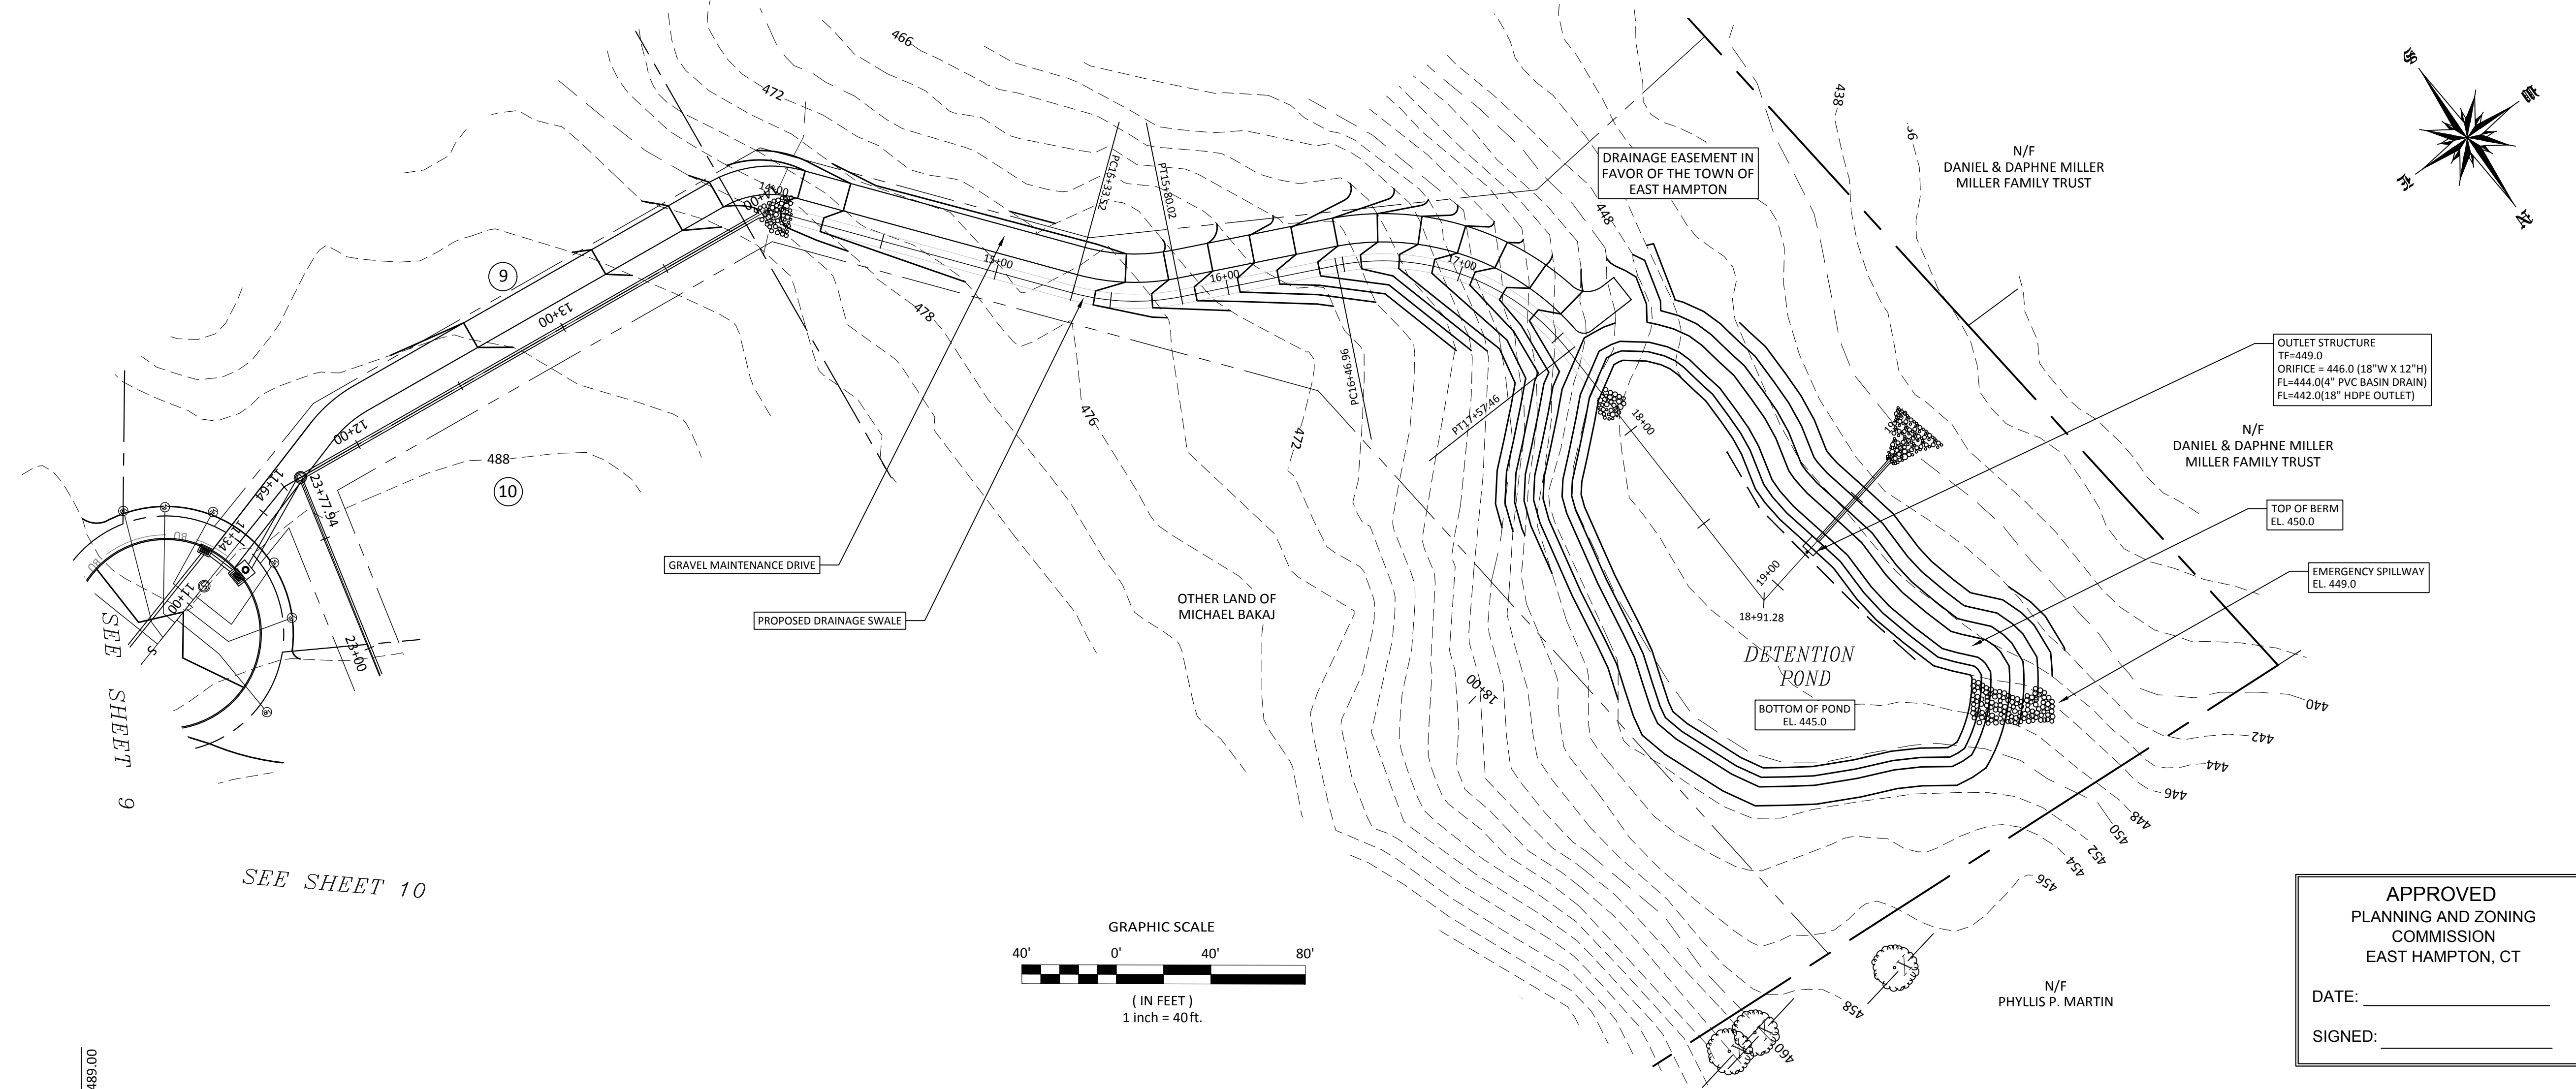 466
472
438
S
W
E
N
N/F
DANIEL & DAPHNE MILLER
MILLER FAMILY TRUST
DRAINAGE EASEMENT IN
FAVOR OF THE TOWN OF
EAST HAMPTON
448
PC15+33.52
PT15+80.02
14+00
14+00
15+00
16+00
17+00
9
13+00
478
12+00
488
10
11+64
23+77.94
11+34
11+00
23+00
S
476
472
PC16+46.96
PT17+57.46
18+00
OUTLET STRUCTURE
TF=449.0
ORIFICE = 446.0 (18"W X 12"H)
FL=444.0(4" PVC BASIN DRAIN)
FL=442.0(18" HDPE OUTLET)
N/F
DANIEL & DAPHNE MILLER
MILLER FAMILY TRUST
TOP OF BERM
EL. 450.0
EMERGENCY SPILLWAY
EL. 449.0
GRAVEL MAINTENANCE DRIVE
PROPOSED DRAINAGE SWALE
OTHER LAND OF
MICHAEL BAKAJ
19+00
18+91.28
DETENTION
POND
BOTTOM OF POND
EL. 445.0
18+00
440
442
444
446
448
450
452
454
456
458
460
SEE SHEET 9
SEE SHEET 10
GRAPHIC SCALE
40' 0' 40' 80'
( IN FEET )
1 inch = 40 ft.
N/F
PHYLLIS P. MARTIN
APPROVED
PLANNING AND ZONING
COMMISSION
EAST HAMPTON, CT
DATE:
SIGNED:
489.00